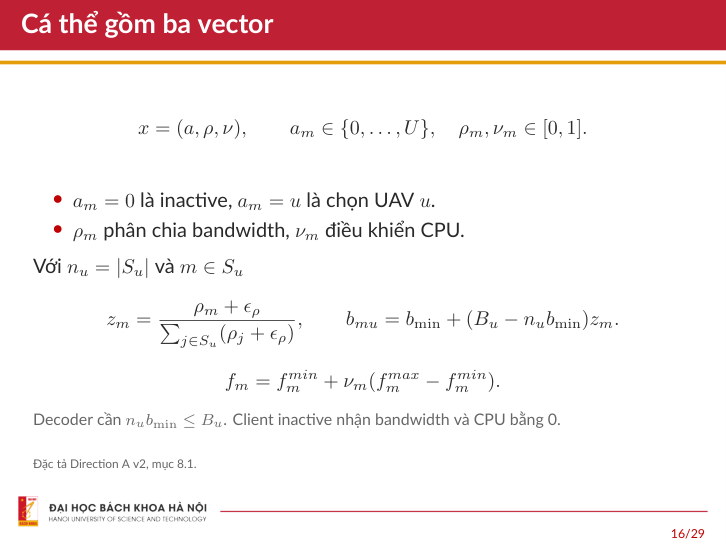 Cá thể gồm ba vector
x = (a, ρ, ν), a_m ∈ {0, . . . , U}, ρ_m, ν_m ∈ [0, 1].
• a_m = 0 là inactive, a_m = u là chọn UAV u.
• ρ_m phân chia bandwidth, ν_m điều khiển CPU.
Với n_u = |S_u| và m ∈ S_u
z_m = (ρ_m + ϵ_ρ) / (∑_{j∈S_u} (ρ_j + ϵ_ρ)), b_{mu} = b_min + (B_u − n_u b_min) z_m.
f_m = f_m^{min} + ν_m (f_m^{max} − f_m^{min}).
Decoder cần n_u b_min ≤ B_u. Client inactive nhận bandwidth và CPU bằng 0.
Đặc tả Direction A v2, mục 8.1.
ĐẠI HỌC BÁCH KHOA HÀ NỘI
HANOI UNIVERSITY OF SCIENCE AND TECHNOLOGY
16/29